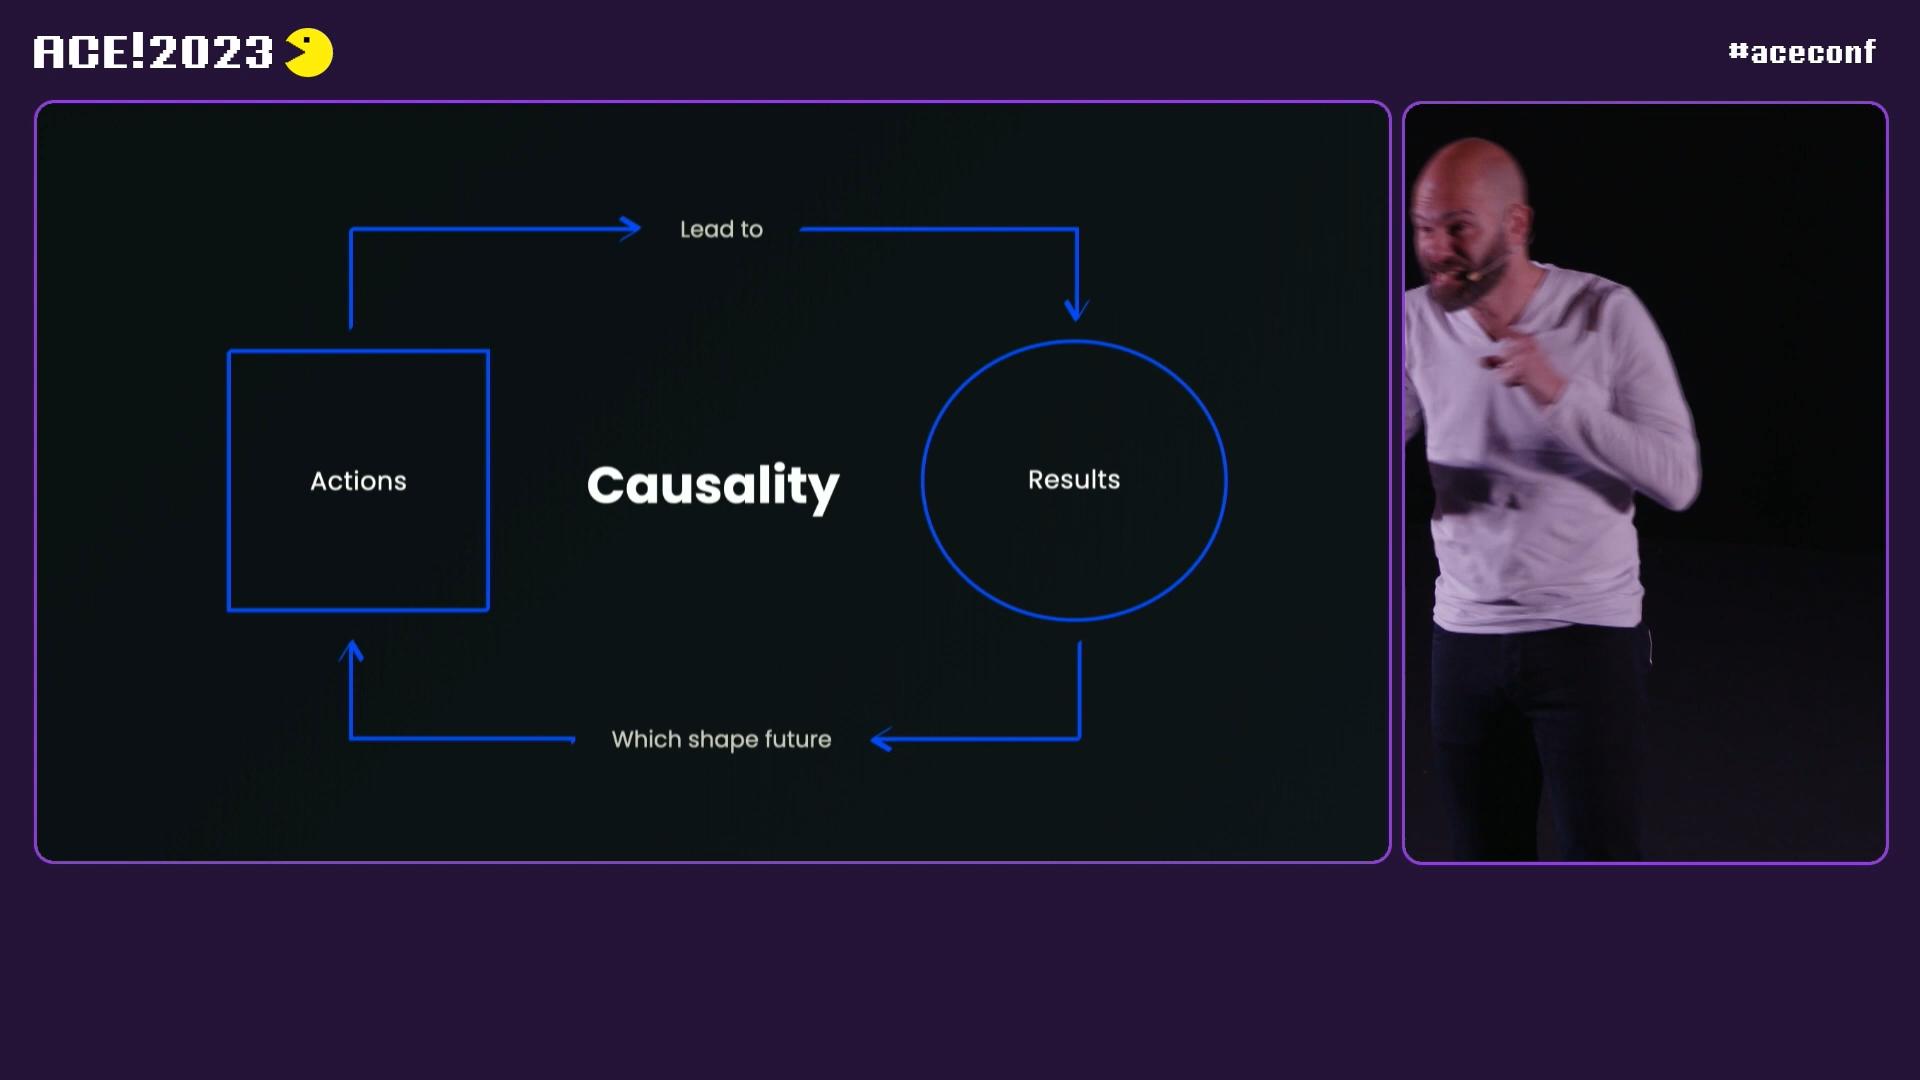 ACE!2023
#aceconf
Lead to
Actions
Causality
Results
Which shape future